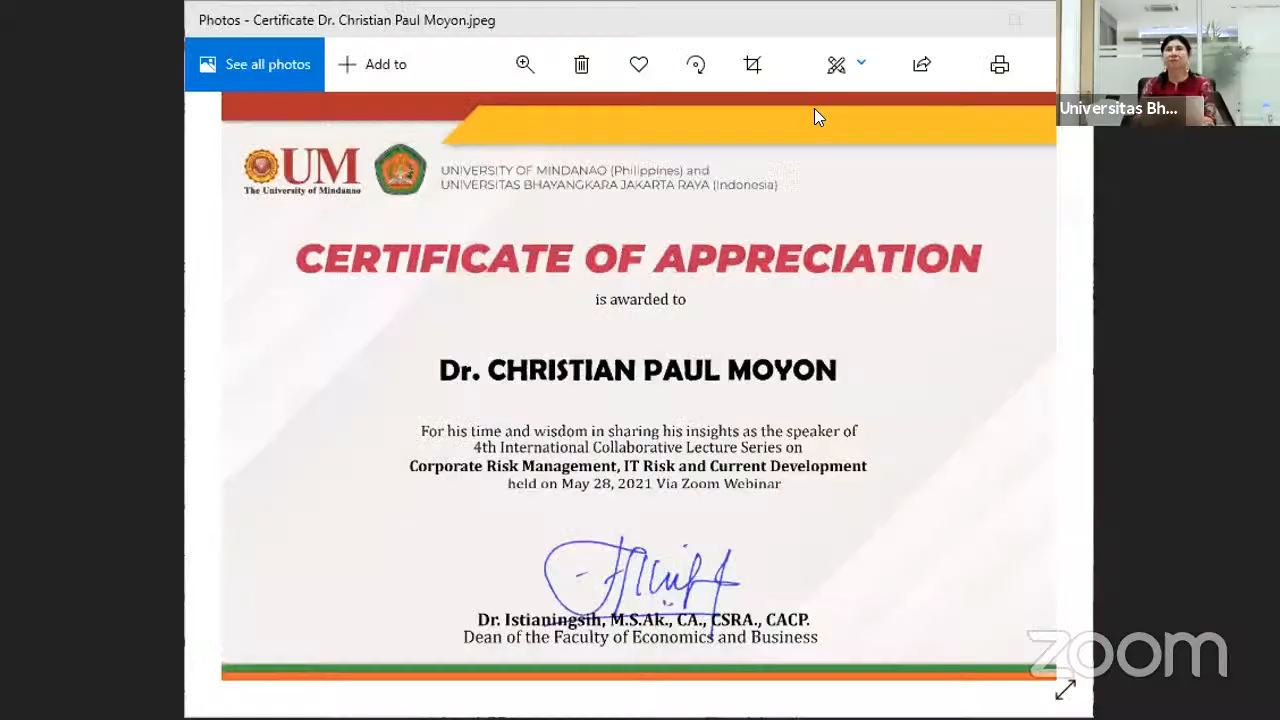 Photos - Certificate Dr. Christian Paul Moyon.jpeg
See all photos
Add to
Universitas Bh...
UM
The University of Mindanao
UNIVERSITY OF MINDANAO (Philippines) and
UNIVERSITAS BHAYANGKARA JAKARTA RAYA (Indonesia)
CERTIFICATE OF APPRECIATION
is awarded to
Dr. CHRISTIAN PAUL MOYON
For his time and wisdom in sharing his insights as the speaker of
4th International Collaborative Lecture Series on
Corporate Risk Management, IT Risk and Current Development
held on May 28, 2021 Via Zoom Webinar
Dr. Istianingsih, M.S.Ak., CA., CSRA., CACP.
Dean of the Faculty of Economics and Business
zoom